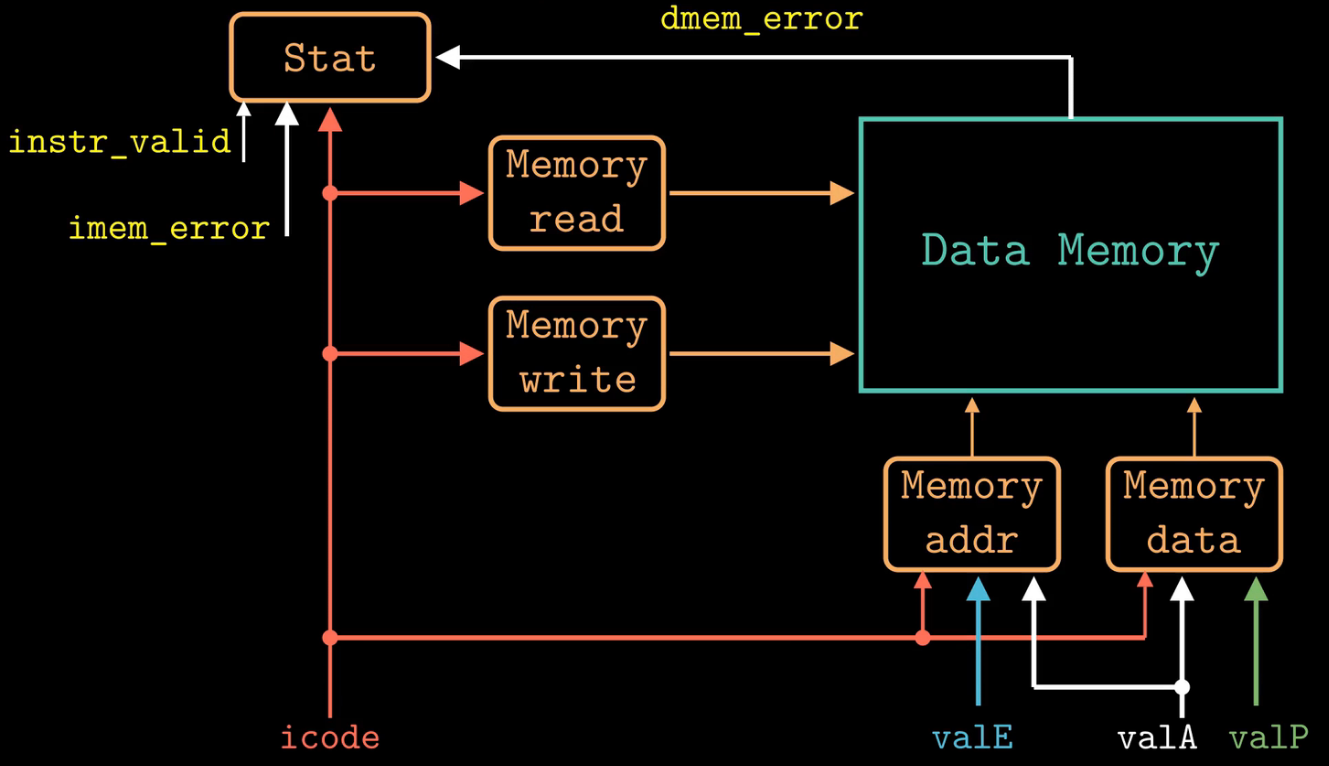 dmem_error
Stat
instr_valid
Memory
read
imem_error
Data Memory
Memory
write
Memory
addr
Memory
data
icode
valE
valA
valP